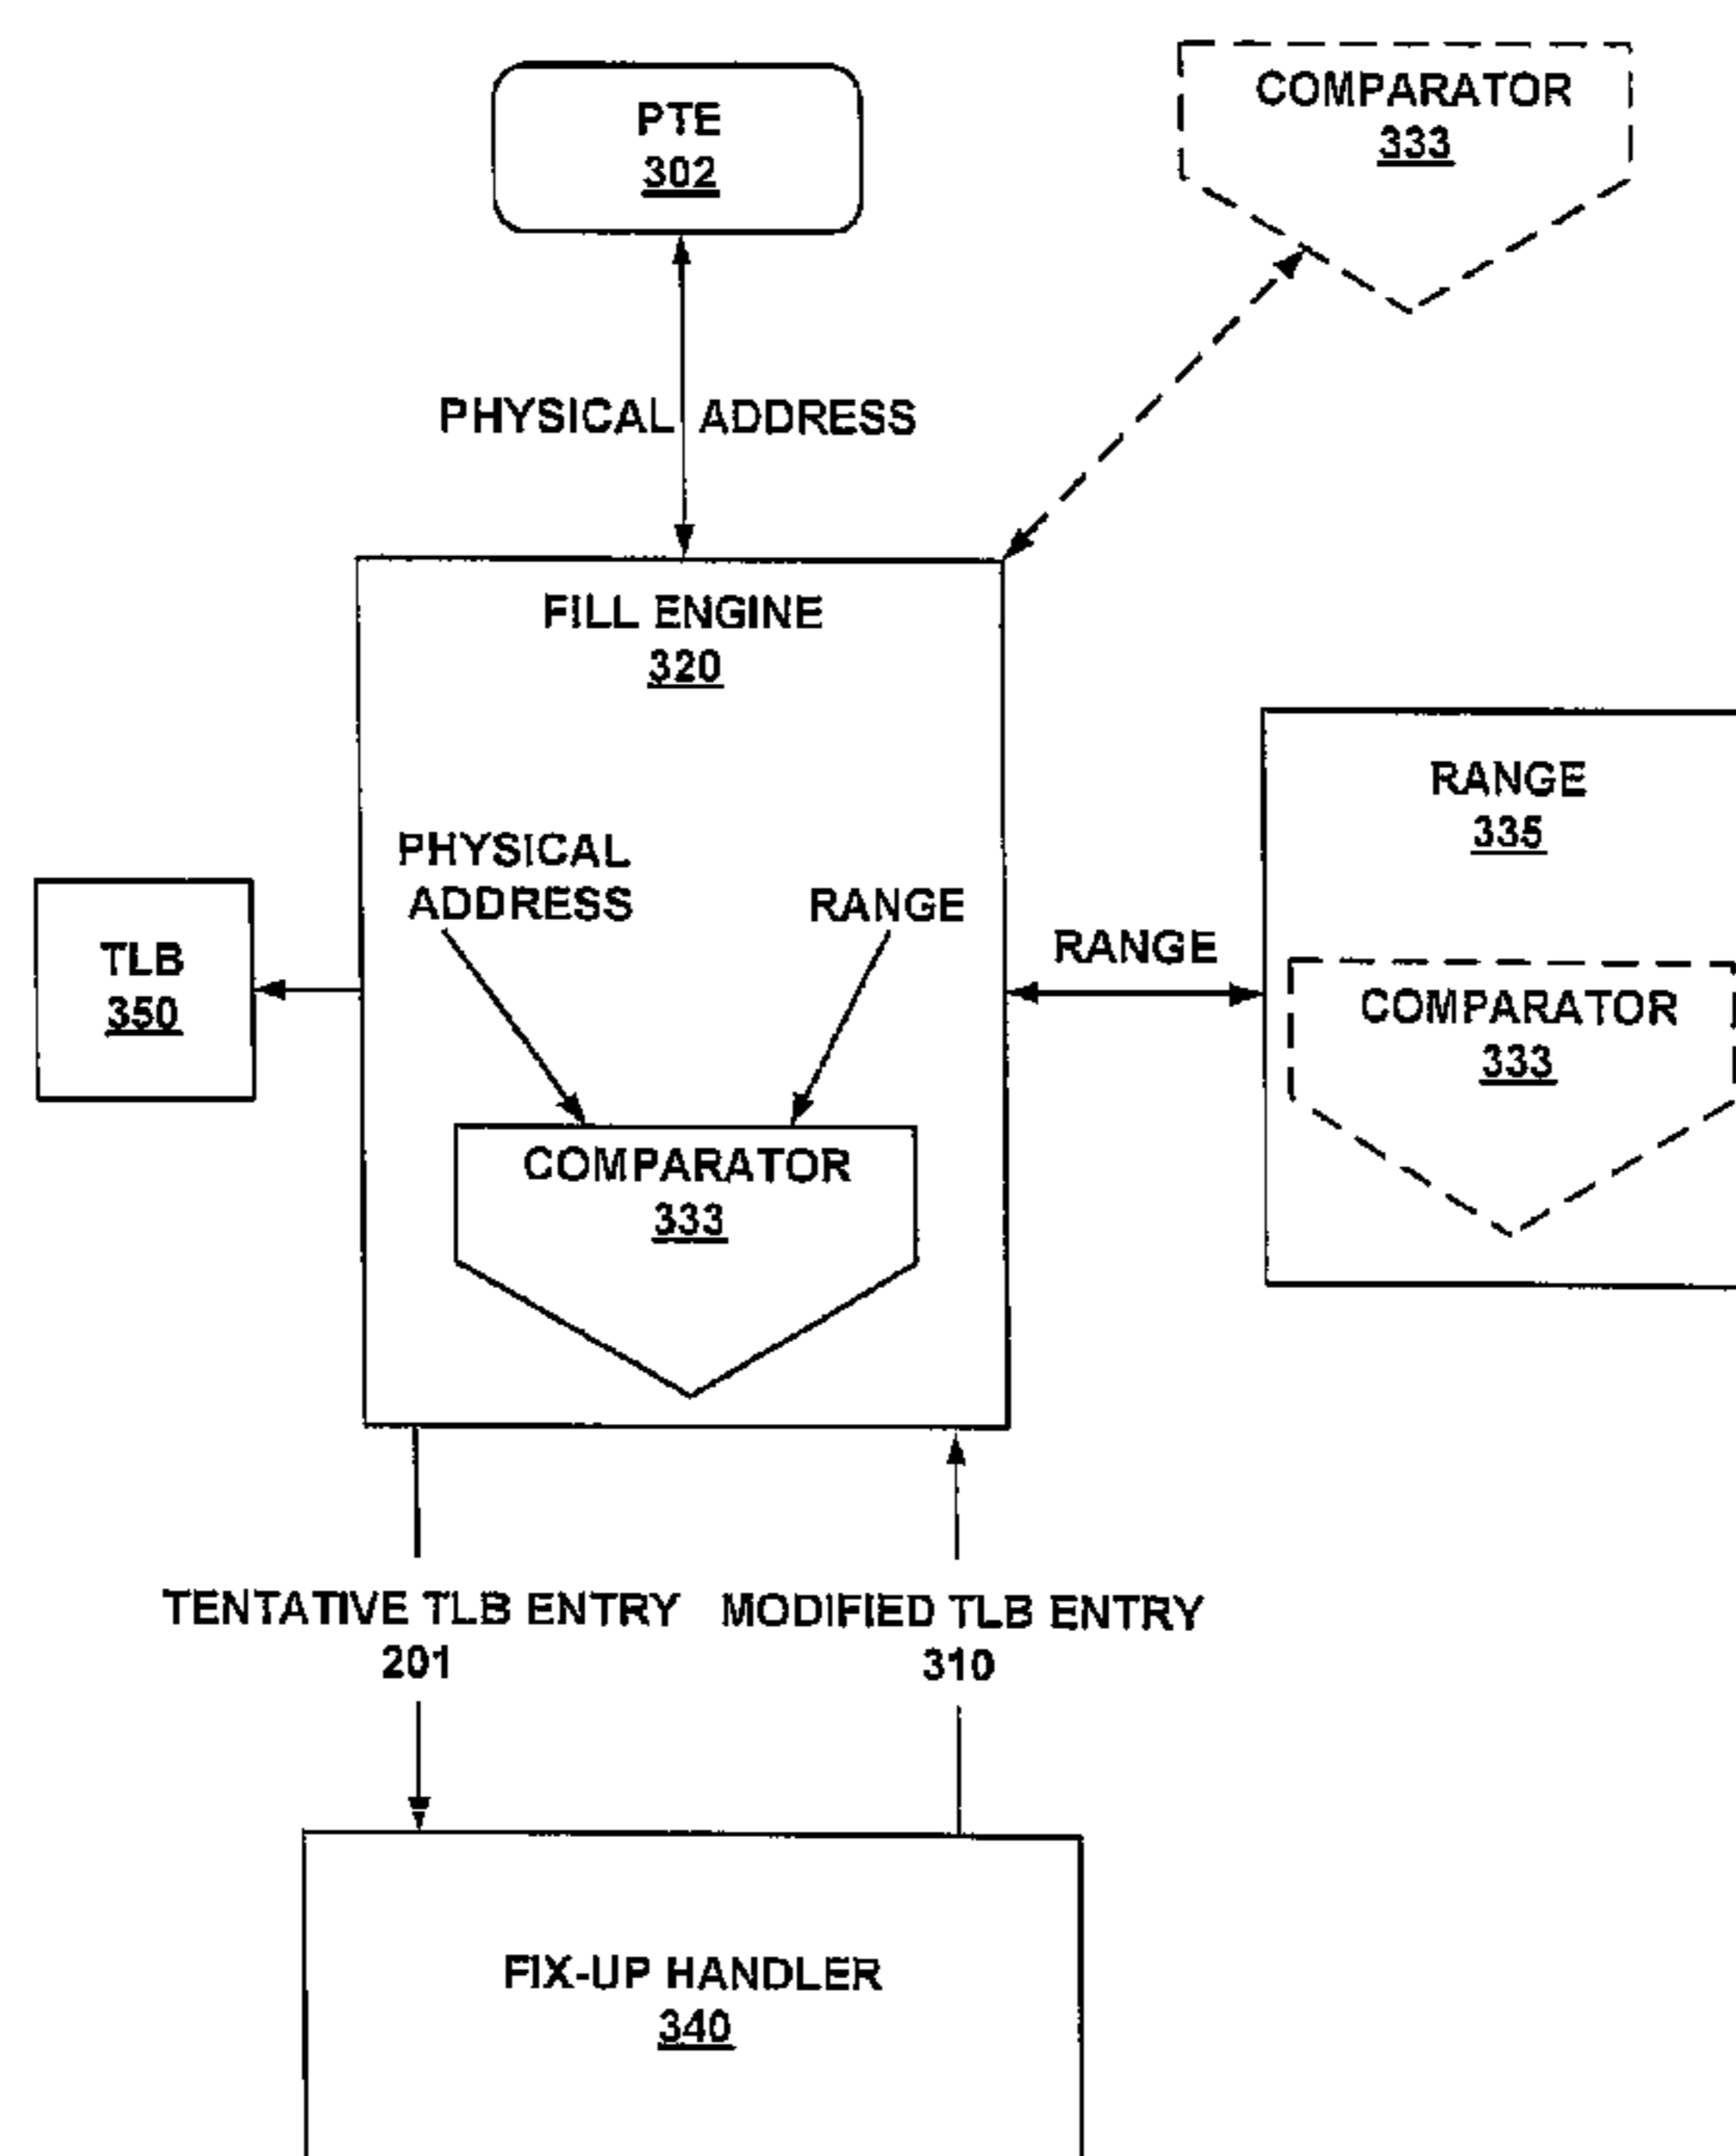 PTE
302
COMPARATOR
333
PHYSICAL ADDRESS
FILL ENGINE
320
RANGE
335
PHYSICAL
ADDRESS
RANGE
RANGE
TLB
350
COMPARATOR
333
COMPARATOR
333
TENTATIVE TLB ENTRY
201
MODIFIED TLB ENTRY
310
FIX-UP HANDLER
340